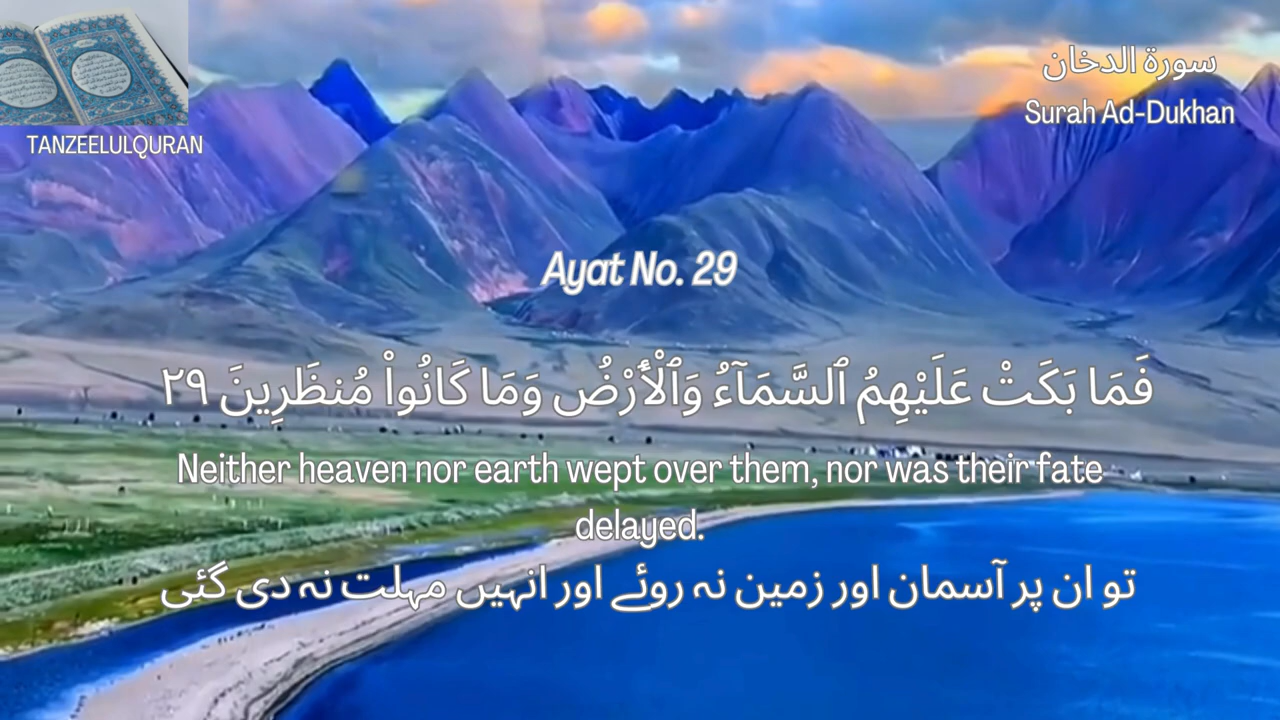 سورة الدخان
Surah Ad-Dukhan
TANZEELULQURAN
Ayat No. 29
فَمَا بَكَتْ عَلَيْهِمُ ٱلسَّمَآءُ وَٱلْأَرْضُ وَمَا كَانُوا۟ مُنظَرِينَ ٢٩
Neither heaven nor earth wept over them, nor was their fate
delayed.
تو ان پر آسمان اور زمین نہ روئے اور انہیں مہلت نہ دی گئی